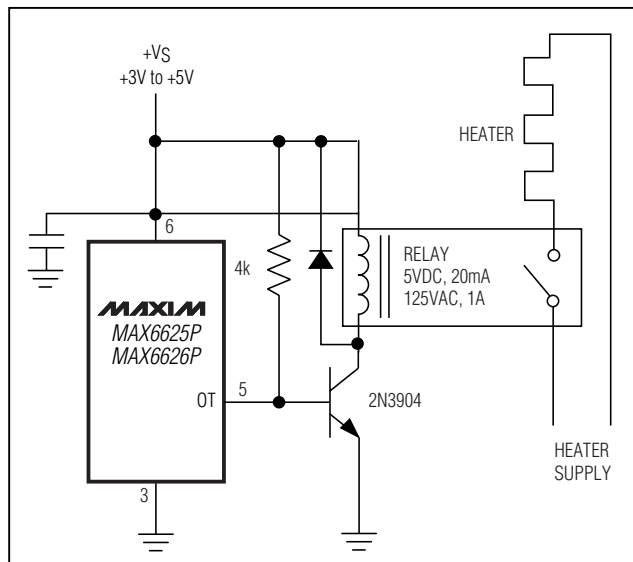 +VS
+3V to +5V
HEATER
6
4k
RELAY
5VDC, 20mA
125VAC, 1A
MAXIM
MAX6625P
MAX6626P
OT
5
2N3904
3
HEATER
SUPPLY